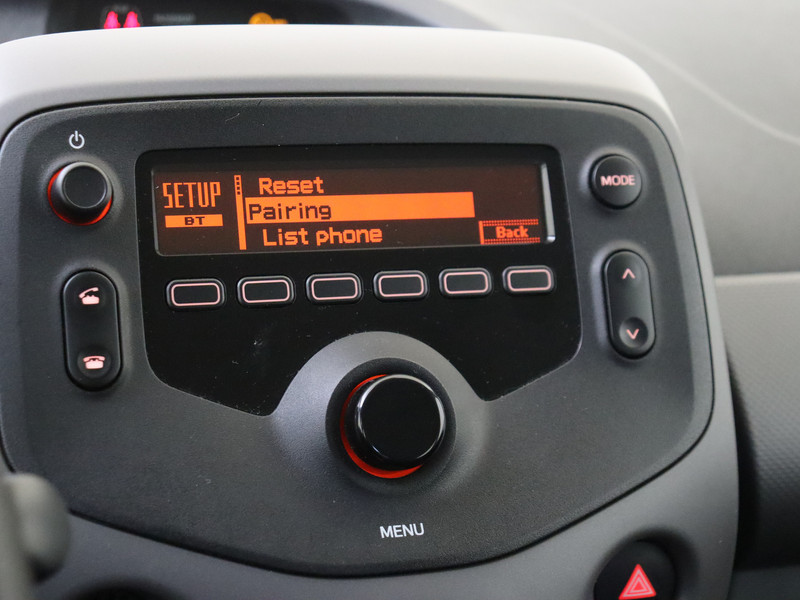 SETUP
BT
Reset
Pairing
List phone
Back
MODE
MENU